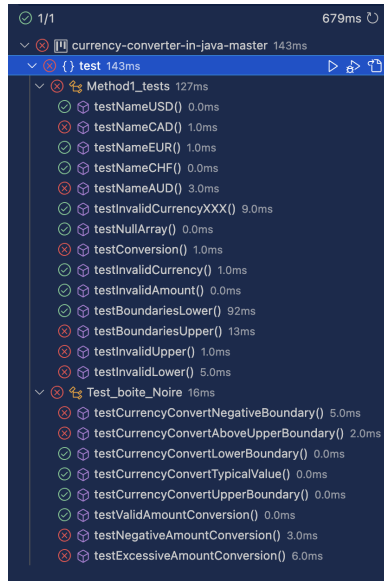 1/1 679ms
currency-converter-in-java-master 143ms
{ } test 143ms
Method1_tests 127ms
testNameUSD() 0.0ms
testNameCAD() 1.0ms
testNameEUR() 1.0ms
testNameCHF() 0.0ms
testNameAUD() 3.0ms
testInvalidCurrencyXXX() 9.0ms
testNullArray() 0.0ms
testConversion() 1.0ms
testInvalidCurrency() 1.0ms
testInvalidAmount() 0.0ms
testBoundariesLower() 92ms
testBoundariesUpper() 13ms
testInvalidUpper() 1.0ms
testInvalidLower() 5.0ms
Test_boite_Noire 16ms
testCurrencyConvertNegativeBoundary() 5.0ms
testCurrencyConvertAboveUpperBoundary() 2.0ms
testCurrencyConvertLowerBoundary() 0.0ms
testCurrencyConvertTypicalValue() 0.0ms
testCurrencyConvertUpperBoundary() 0.0ms
testValidAmountConversion() 0.0ms
testNegativeAmountConversion() 3.0ms
testExcessiveAmountConversion() 6.0ms